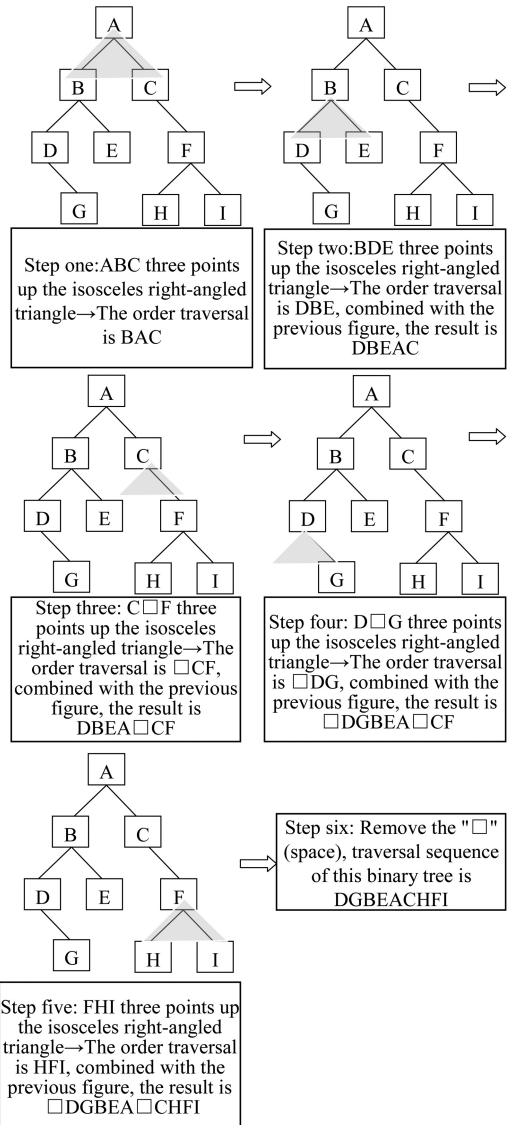 A
B C
D E F
G H I
Step one:ABC three points
up the isosceles right-angled
triangle→The order traversal
is BAC
A
B C
D E F
G H I
Step two:BDE three points
up the isosceles right-angled
triangle→The order traversal
is DBE, combined with the
previous figure, the result is
DBEAC
A
B C
D E F
G H I
Step three: C□F three
points up the isosceles
right-angled triangle→The
order traversal is □CF,
combined with the previous
figure, the result is
DBEA□CF
A
B C
D E F
G H I
Step four: D□G three points
up the isosceles right-angled
triangle→The order traversal
is □DG, combined with the
previous figure, the result is
□DGBEA□CF
A
B C
D E F
G H I
Step five: FHI three points up
the isosceles right-angled
triangle→The order traversal
is HFI, combined with the
previous figure, the result is
□DGBEA□CHFI
Step six: Remove the "□"
(space), traversal sequence
of this binary tree is
DGBEACHFI